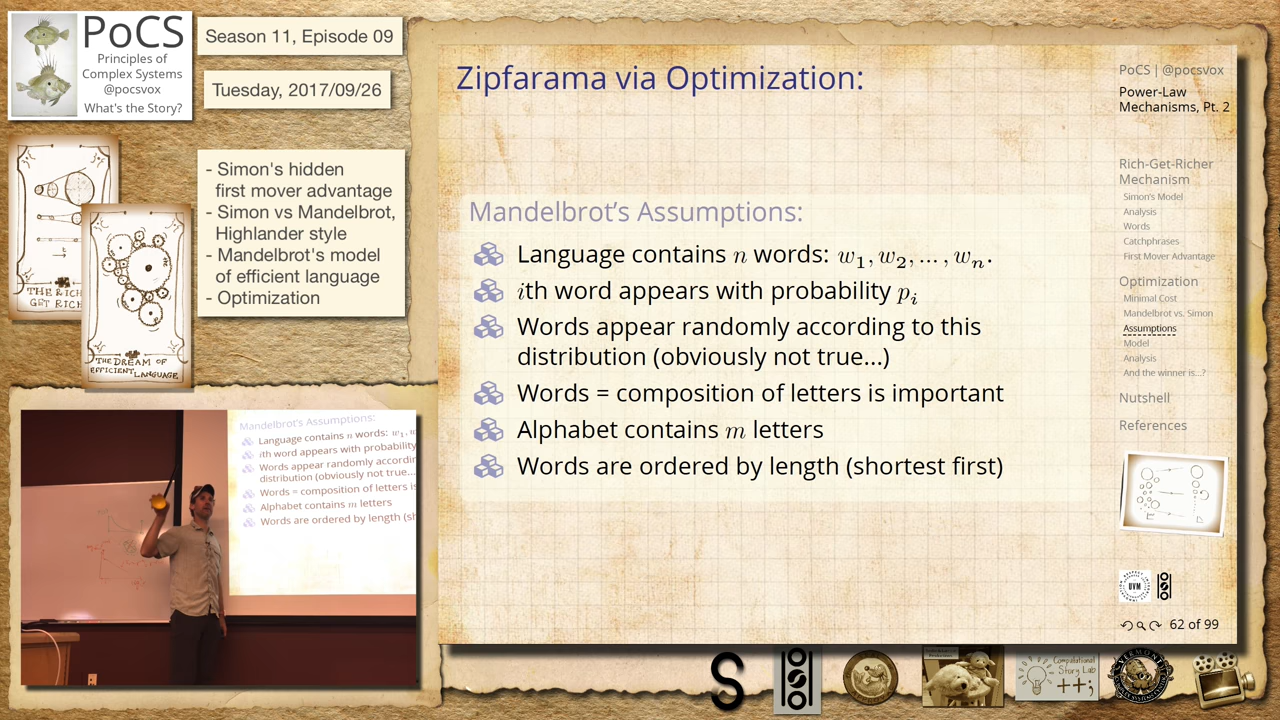 PoCS
Principles of
Complex Systems
@pocsvox
What's the Story?
Season 11, Episode 09
Tuesday, 2017/09/26
- Simon's hidden
first mover advantage
- Simon vs Mandelbrot,
Highlander style
- Mandelbrot's model
of efficient language
- Optimization
THE RICH
GET RICH
THE DREAM OF
EFFICIENT LANGUAGE
Zipfarama via Optimization:
Mandelbrot's Assumptions:
Language contains n words: w₁, w₂, …, wₙ.
ith word appears with probability pᵢ
Words appear randomly according to this
distribution (obviously not true...)
Words = composition of letters is important
Alphabet contains m letters
Words are ordered by length (shortest first)
PoCS | @pocsvox
Power-Law
Mechanisms, Pt. 2
Rich-Get-Richer
Mechanism
Simon's Model
Analysis
Words
Catchphrases
First Mover Advantage
Optimization
Minimal Cost
Mandelbrot vs. Simon
Assumptions
Model
Analysis
And the winner is...?
Nutshell
References
UVM
62 of 99
Mandelbrot's Assumptions:
Language contains n words: w₁, w
ith word appears with probability
Words appear randomly accordin
distribution (obviously not true...
Words = composition of letters is
Alphabet contains m letters
Words are ordered by length (sh
Computational
Story Lab
++;
VERMONT